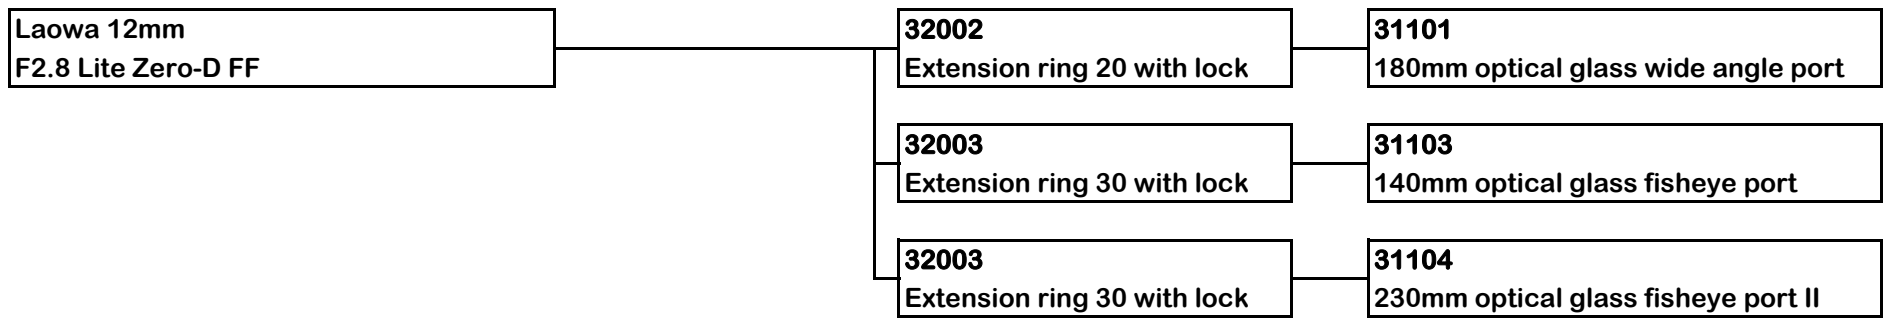 Laowa 12mm
F2.8 Lite Zero-D FF
32002
Extension ring 20 with lock
31101
180mm optical glass wide angle port
32003
Extension ring 30 with lock
31103
140mm optical glass fisheye port
32003
Extension ring 30 with lock
31104
230mm optical glass fisheye port II